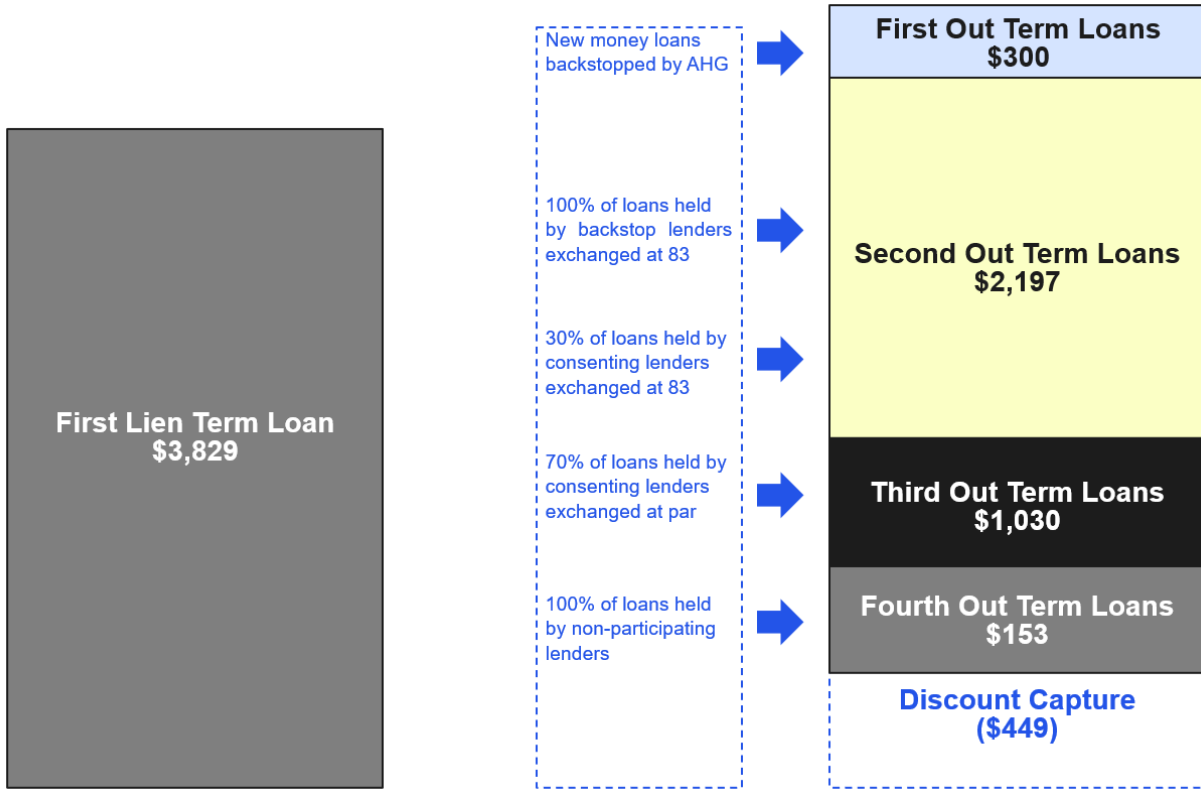 First Lien Term Loan
$3,829
New money loans
backstopped by AHG
100% of loans held
by backstop lenders
exchanged at 83
30% of loans held by
consenting lenders
exchanged at 83
70% of loans held by
consenting lenders
exchanged at par
100% of loans held
by non-participating
lenders
First Out Term Loans
$300
Second Out Term Loans
$2,197
Third Out Term Loans
$1,030
Fourth Out Term Loans
$153
Discount Capture
($449)